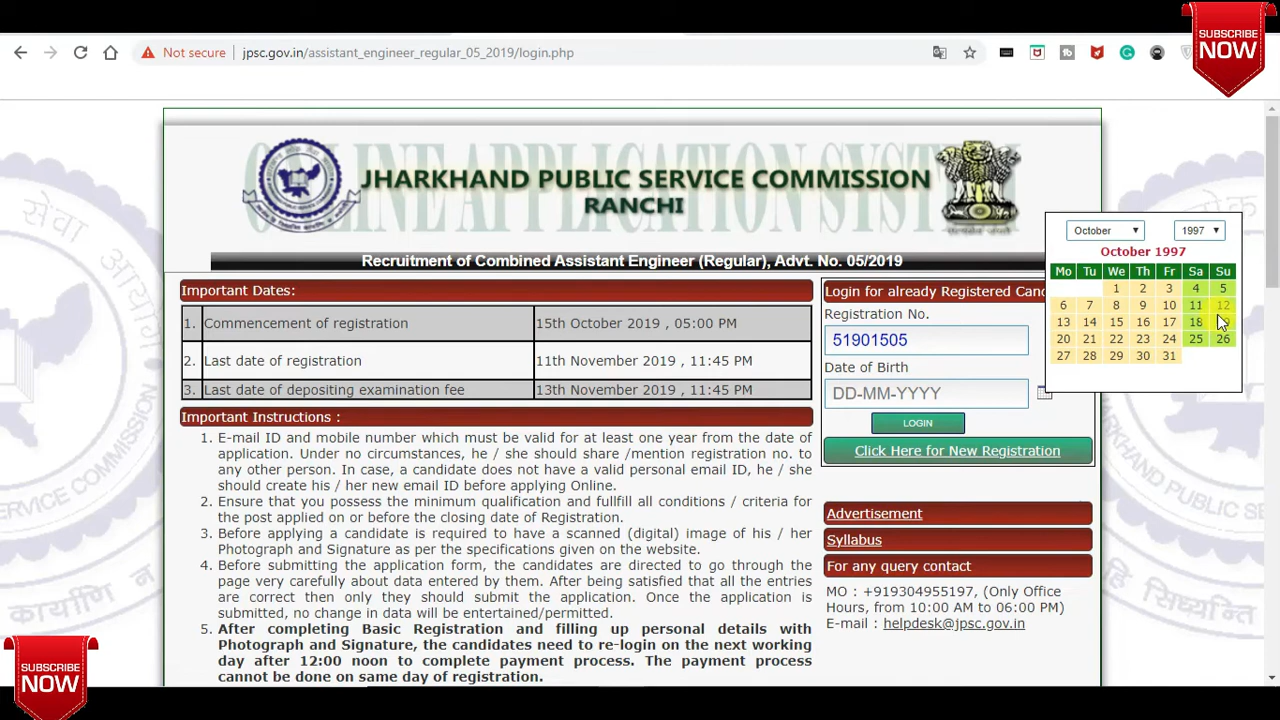 SUBSCRIBE
NOW
Not secure
jpsc.gov.in/assistant_engineer_regular_05_2019/login.php
JHARKHAND PUBLIC SERVICE COMMISSION
RANCHI
Recruitment of Combined Assistant Engineer (Regular), Advt. No. 05/2019
October
1997
October 1997
Mo Tu We Th Fr Sa Su
1 2 3 4 5
6 7 8 9 10 11 12
13 14 15 16 17 18
20 21 22 23 24 25 26
27 28 29 30 31
Important Dates:
1. Commencement of registration 15th October 2019 , 05:00 PM
2. Last date of registration 11th November 2019 , 11:45 PM
3. Last date of depositing examination fee 13th November 2019 , 11:45 PM
Important Instructions :
1. E-mail ID and mobile number which must be valid for at least one year from the date of
application. Under no circumstances, he / she should share /mention registration no. to
any other person. In case, a candidate does not have a valid personal email ID, he / she
should create his / her new email ID before applying Online.
2. Ensure that you possess the minimum qualification and fullfill all conditions / criteria for
the post applied on or before the closing date of Registration.
3. Before applying a candidate is required to have a scanned (digital) image of his / her
Photograph and Signature as per the specifications given on the website.
4. Before submitting the application form, the candidates are directed to go through the
page very carefully about data entered by them. After being satisfied that all the entries
are correct then only they should submit the application. Once the application is
submitted, no change in data will be entertained/permitted.
5. After completing Basic Registration and filling up personal details with
Photograph and Signature, the candidates need to re-login on the next working
day after 12:00 noon to complete payment process. The payment process
cannot be done on same day of registration.
Login for already Registered Canc
Registration No.
51901505
Date of Birth
DD-MM-YYYY
LOGIN
Click Here for New Registration
Advertisement
Syllabus
For any query contact
MO : +919304955197, (Only Office
Hours, from 10:00 AM to 06:00 PM)
E-mail : helpdesk@jpsc.gov.in
SUBSCRIBE
NOW